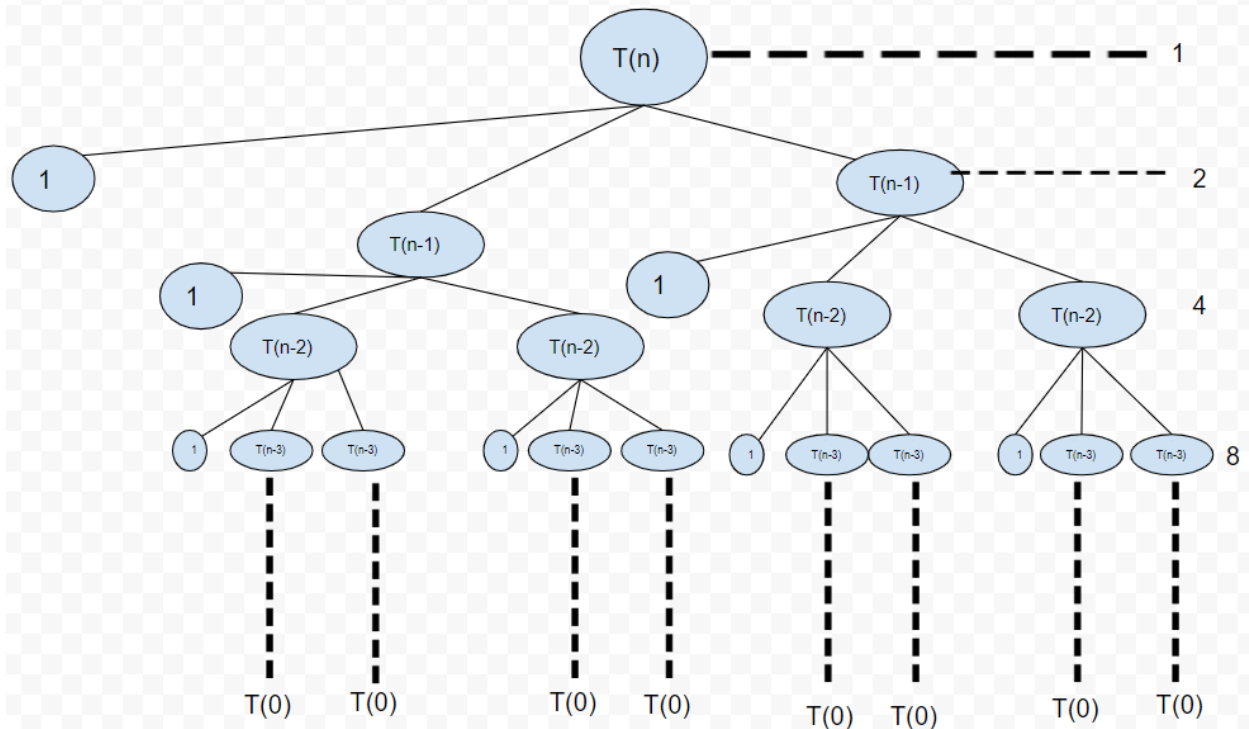 T(n)
1
1
T(n-1)
2
T(n-1)
1
1
T(n-2)
T(n-2)
4
T(n-2)
T(n-2)
1
T(n-3)
T(n-3)
1
T(n-3)
T(n-3)
1
T(n-3)
T(n-3)
1
T(n-3)
T(n-3)
8
T(0)
T(0)
T(0)
T(0)
T(0)
T(0)
T(0)
T(0)